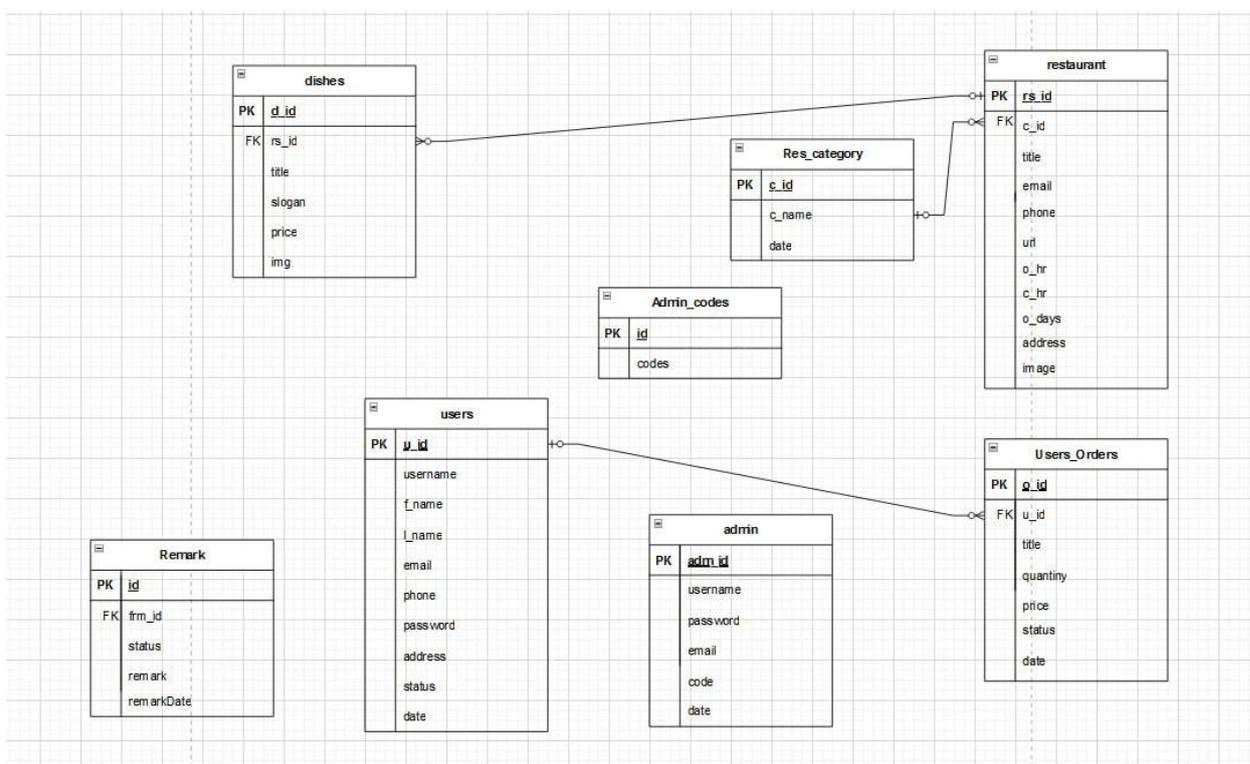 dishes
PK d_id
FK rs_id
title
slogan
price
img
restaurant
PK rs_id
FK c_id
title
email
phone
url
o_hr
c_hr
o_days
address
image
Res_category
PK c_id
c_name
date
Admin_codes
PK id
codes
users
PK u_id
username
f_name
l_name
email
phone
password
address
status
date
Users_Orders
PK o_id
FK u_id
title
quantiny
price
status
date
admin
PK adm_id
username
password
email
code
date
Remark
PK id
FK frm_id
status
remark
remarkDate